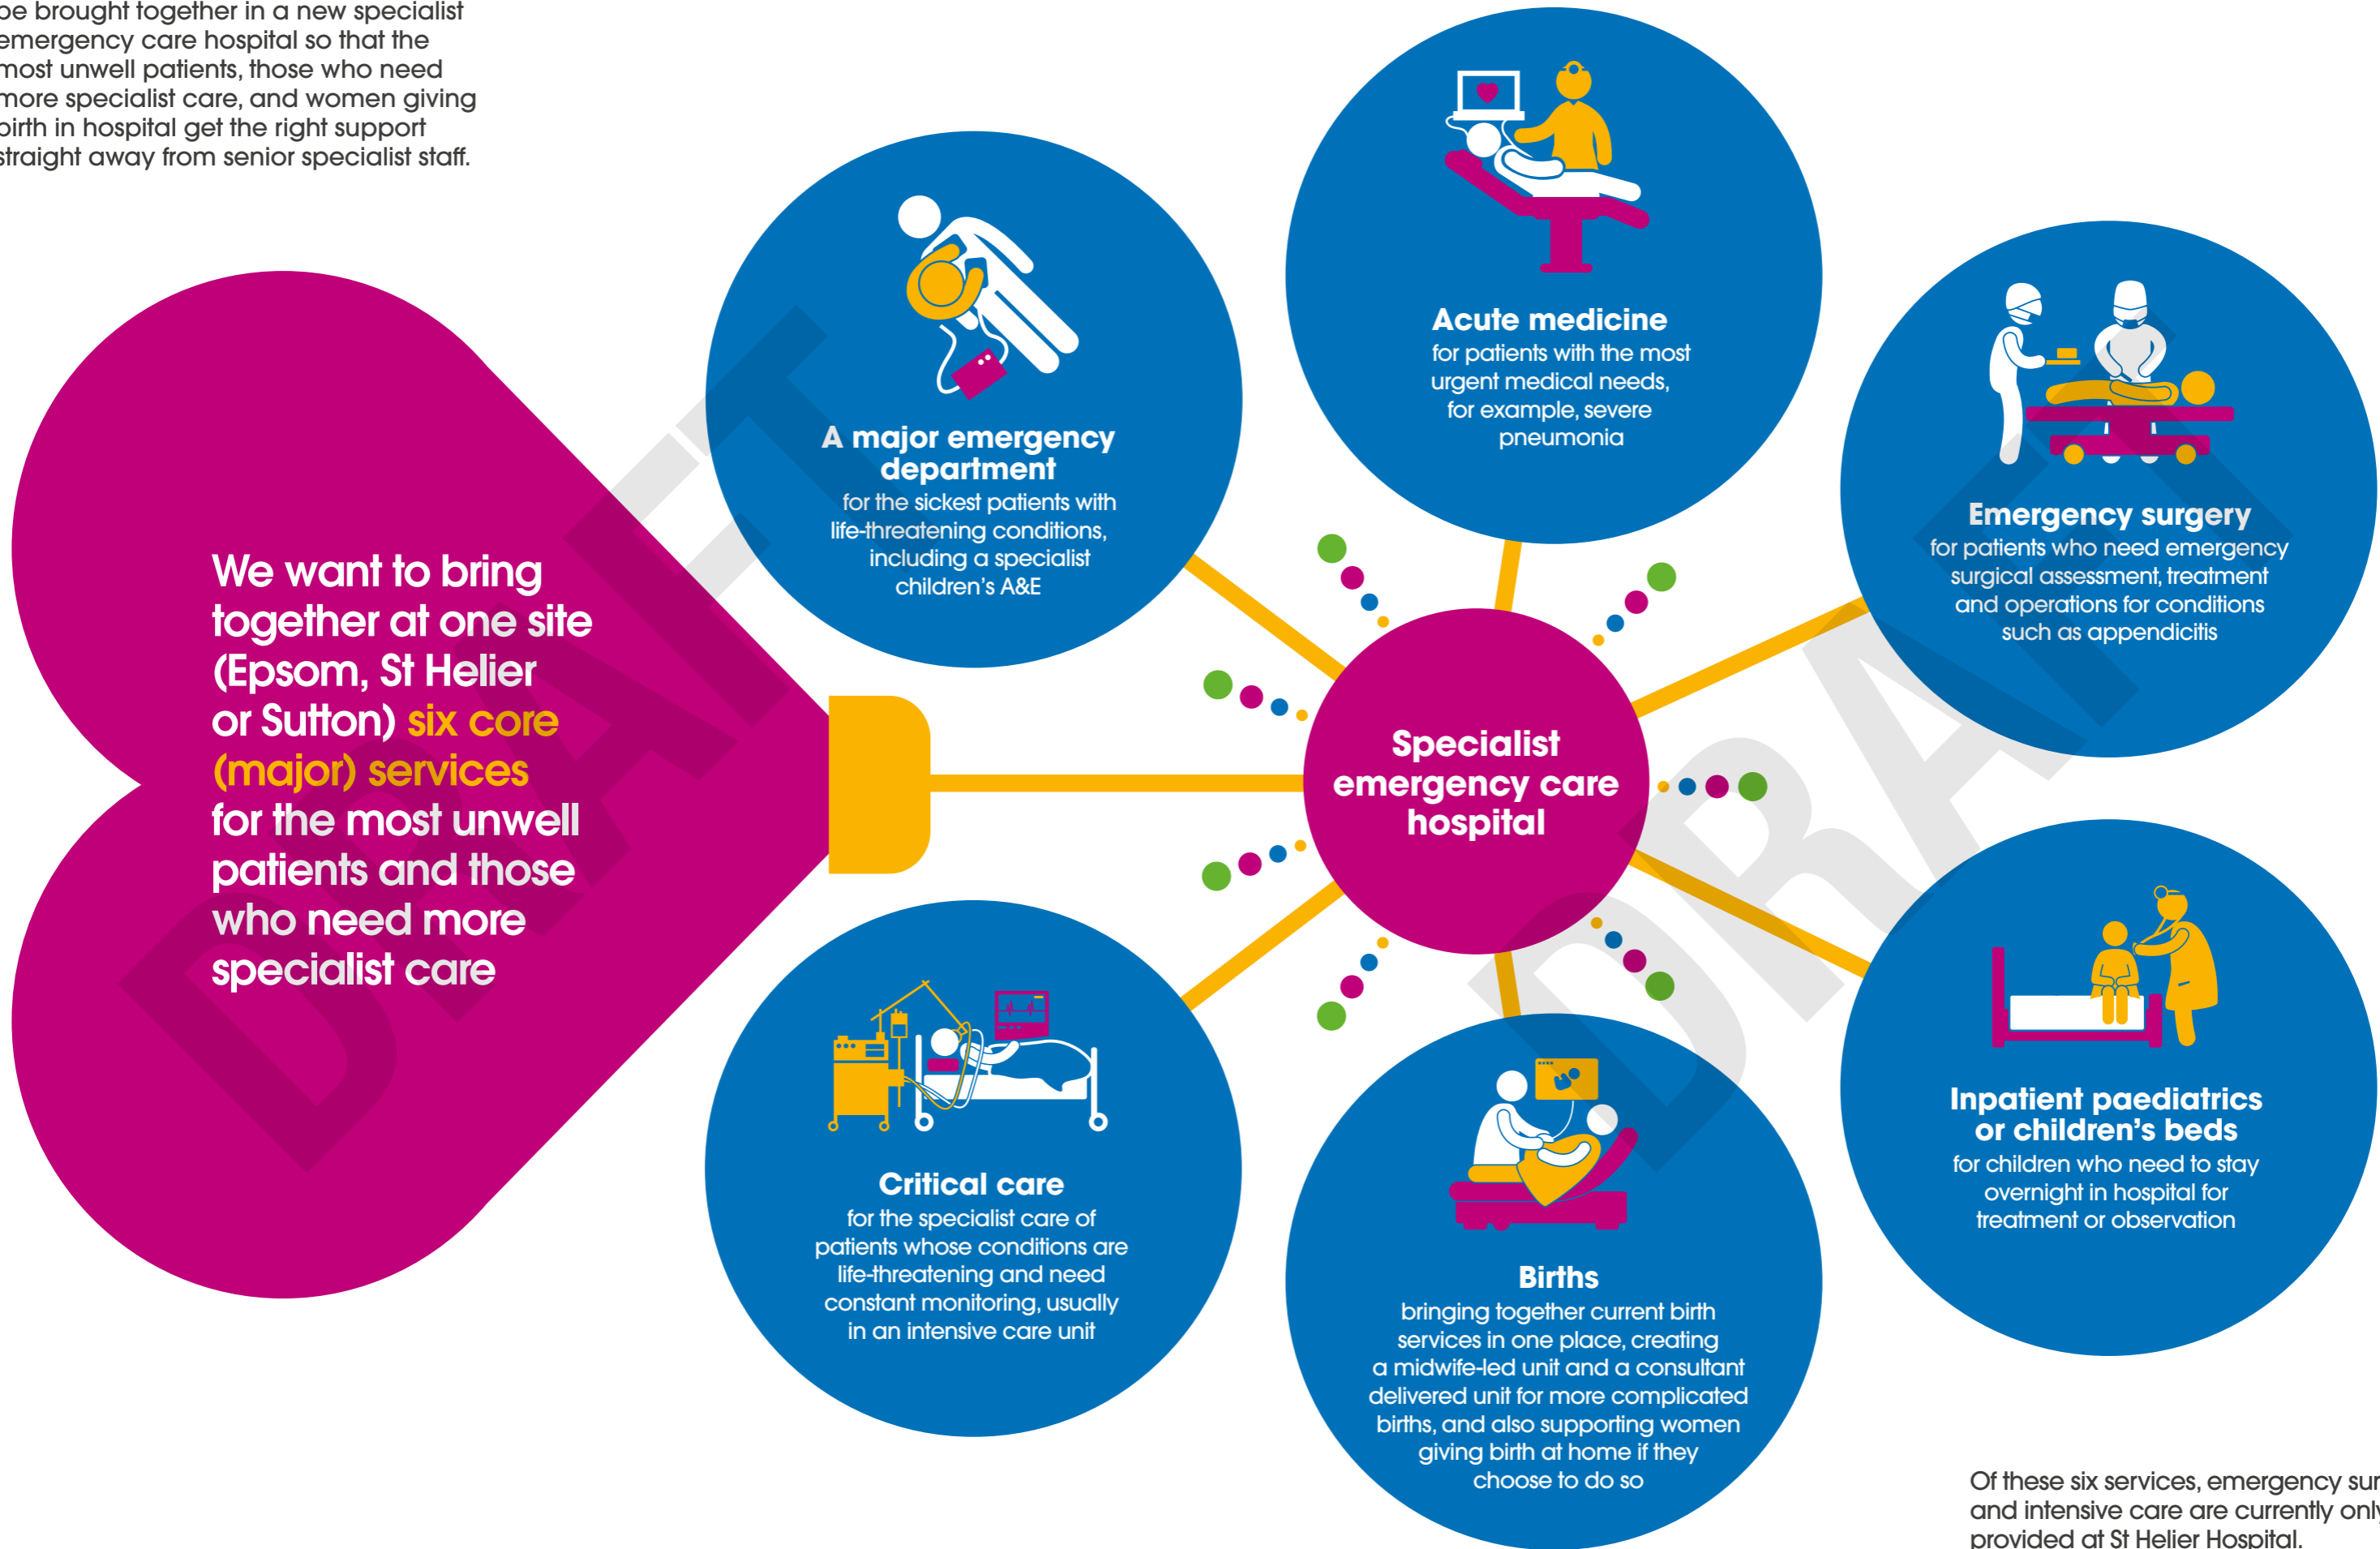 be brought together in a new specialist
emergency care hospital so that the
most unwell patients, those who need
more specialist care, and women giving
birth in hospital get the right support
straight away from senior specialist staff.
We want to bring
together at one site
(Epsom, St Helier
or Sutton) six core
(major) services
for the most unwell
patients and those
who need more
specialist care
A major emergency
department
for the sickest patients with
life-threatening conditions,
including a specialist
children's A&E
Acute medicine
for patients with the most
urgent medical needs,
for example, severe
pneumonia
Emergency surgery
for patients who need emergency
surgical assessment, treatment
and operations for conditions
such as appendicitis
Specialist
emergency care
hospital
Critical care
for the specialist care of
patients whose conditions are
life-threatening and need
constant monitoring, usually
in an intensive care unit
Births
bringing together current birth
services in one place, creating
a midwife-led unit and a consultant
delivered unit for more complicated
births, and also supporting women
giving birth at home if they
choose to do so
Inpatient paediatrics
or children's beds
for children who need to stay
overnight in hospital for
treatment or observation
Of these six services, emergency
and intensive care are currently
provided at St Helier Hospital.
DRAFT
DRAFT